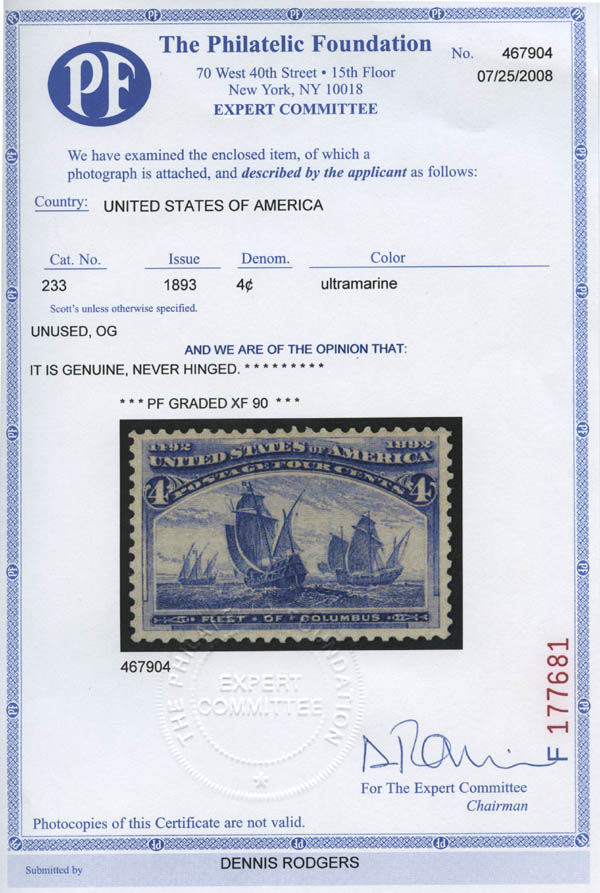 PF
The Philatelic Foundation
No. 467904
70 West 40th Street • 15th Floor
07/25/2008
New York, NY 10018
EXPERT COMMITTEE
We have examined the enclosed item, of which a
photograph is attached, and described by the applicant as follows:
Country: UNITED STATES OF AMERICA
Cat. No. Issue Denom. Color
233 1893 4¢ ultramarine
Scott's unless otherwise specified.
UNUSED, OG
AND WE ARE OF THE OPINION THAT:
IT IS GENUINE, NEVER HINGED. * * * * * * * * *
* * * PF GRADED XF 90 * * *
1492 1892
UNITED STATES OF AMERICA
POSTAGE FOUR CENTS
4 4
FLEET · OF · COLUMBUS
467904
THE PHILATELIC FOUNDATION
EXPERT
COMMITTEE
F 177681
For The Expert Committee
Chairman
Photocopies of this Certificate are not valid.
Submitted by DENNIS RODGERS